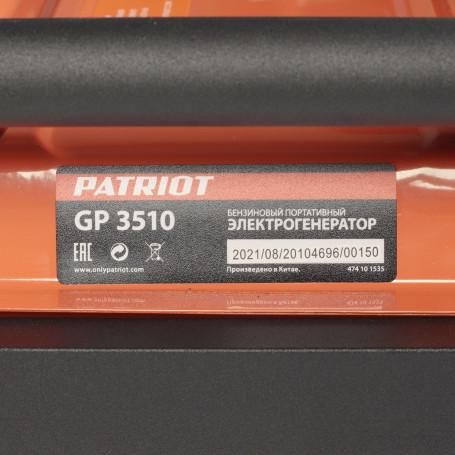 PATRIOT
GP 3510
БЕНЗИНОВЫЙ ПОРТАТИВНЫЙ
ЭЛЕКТРОГЕНЕРАТОР
EAC
2021/08/20104696/00150
www.onlypatriot.com
Произведено в Китае.
474 10 1535